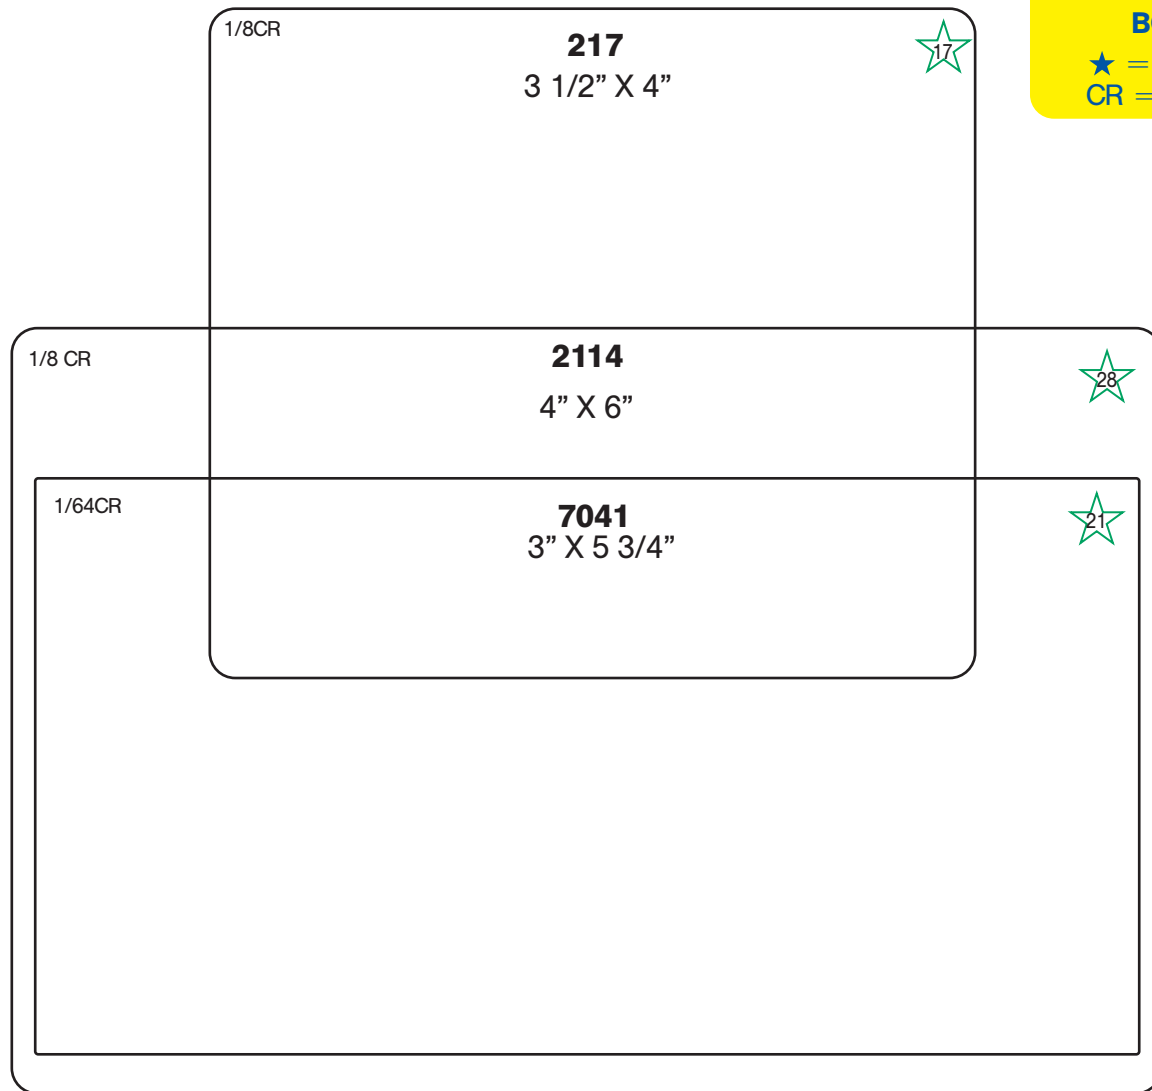 1/8CR
217
17
3 1/2” X 4”
★ =
CR =
1/8 CR
2114
28
4” X 6”
1/64CR
7041
21
3” X 5 3/4”